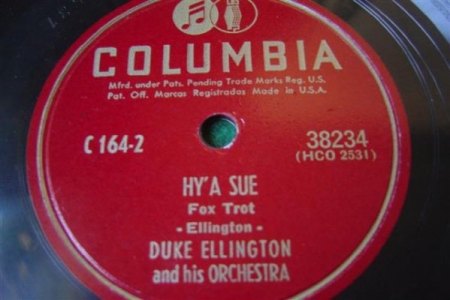 COLUMBIA
Mfrd. under Pats. Pending Trade Marks Reg. U.S.
Pat. Off. Marcas Registradas Made in U.S.A.
C 164-2
38234
(HCO 2531)
HY'A SUE
Fox Trot
- Ellington -
DUKE ELLINGTON
and his ORCHESTRA